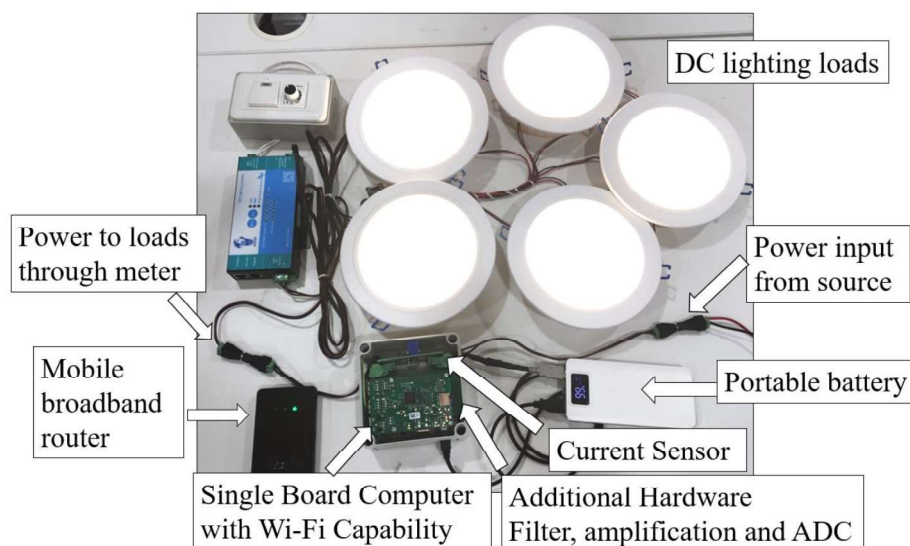 DC lighting loads
Power to loads
through meter
Power input
from source
Mobile
broadband
router
Portable battery
Current Sensor
Single Board Computer
with Wi-Fi Capability
Additional Hardware
Filter, amplification and ADC